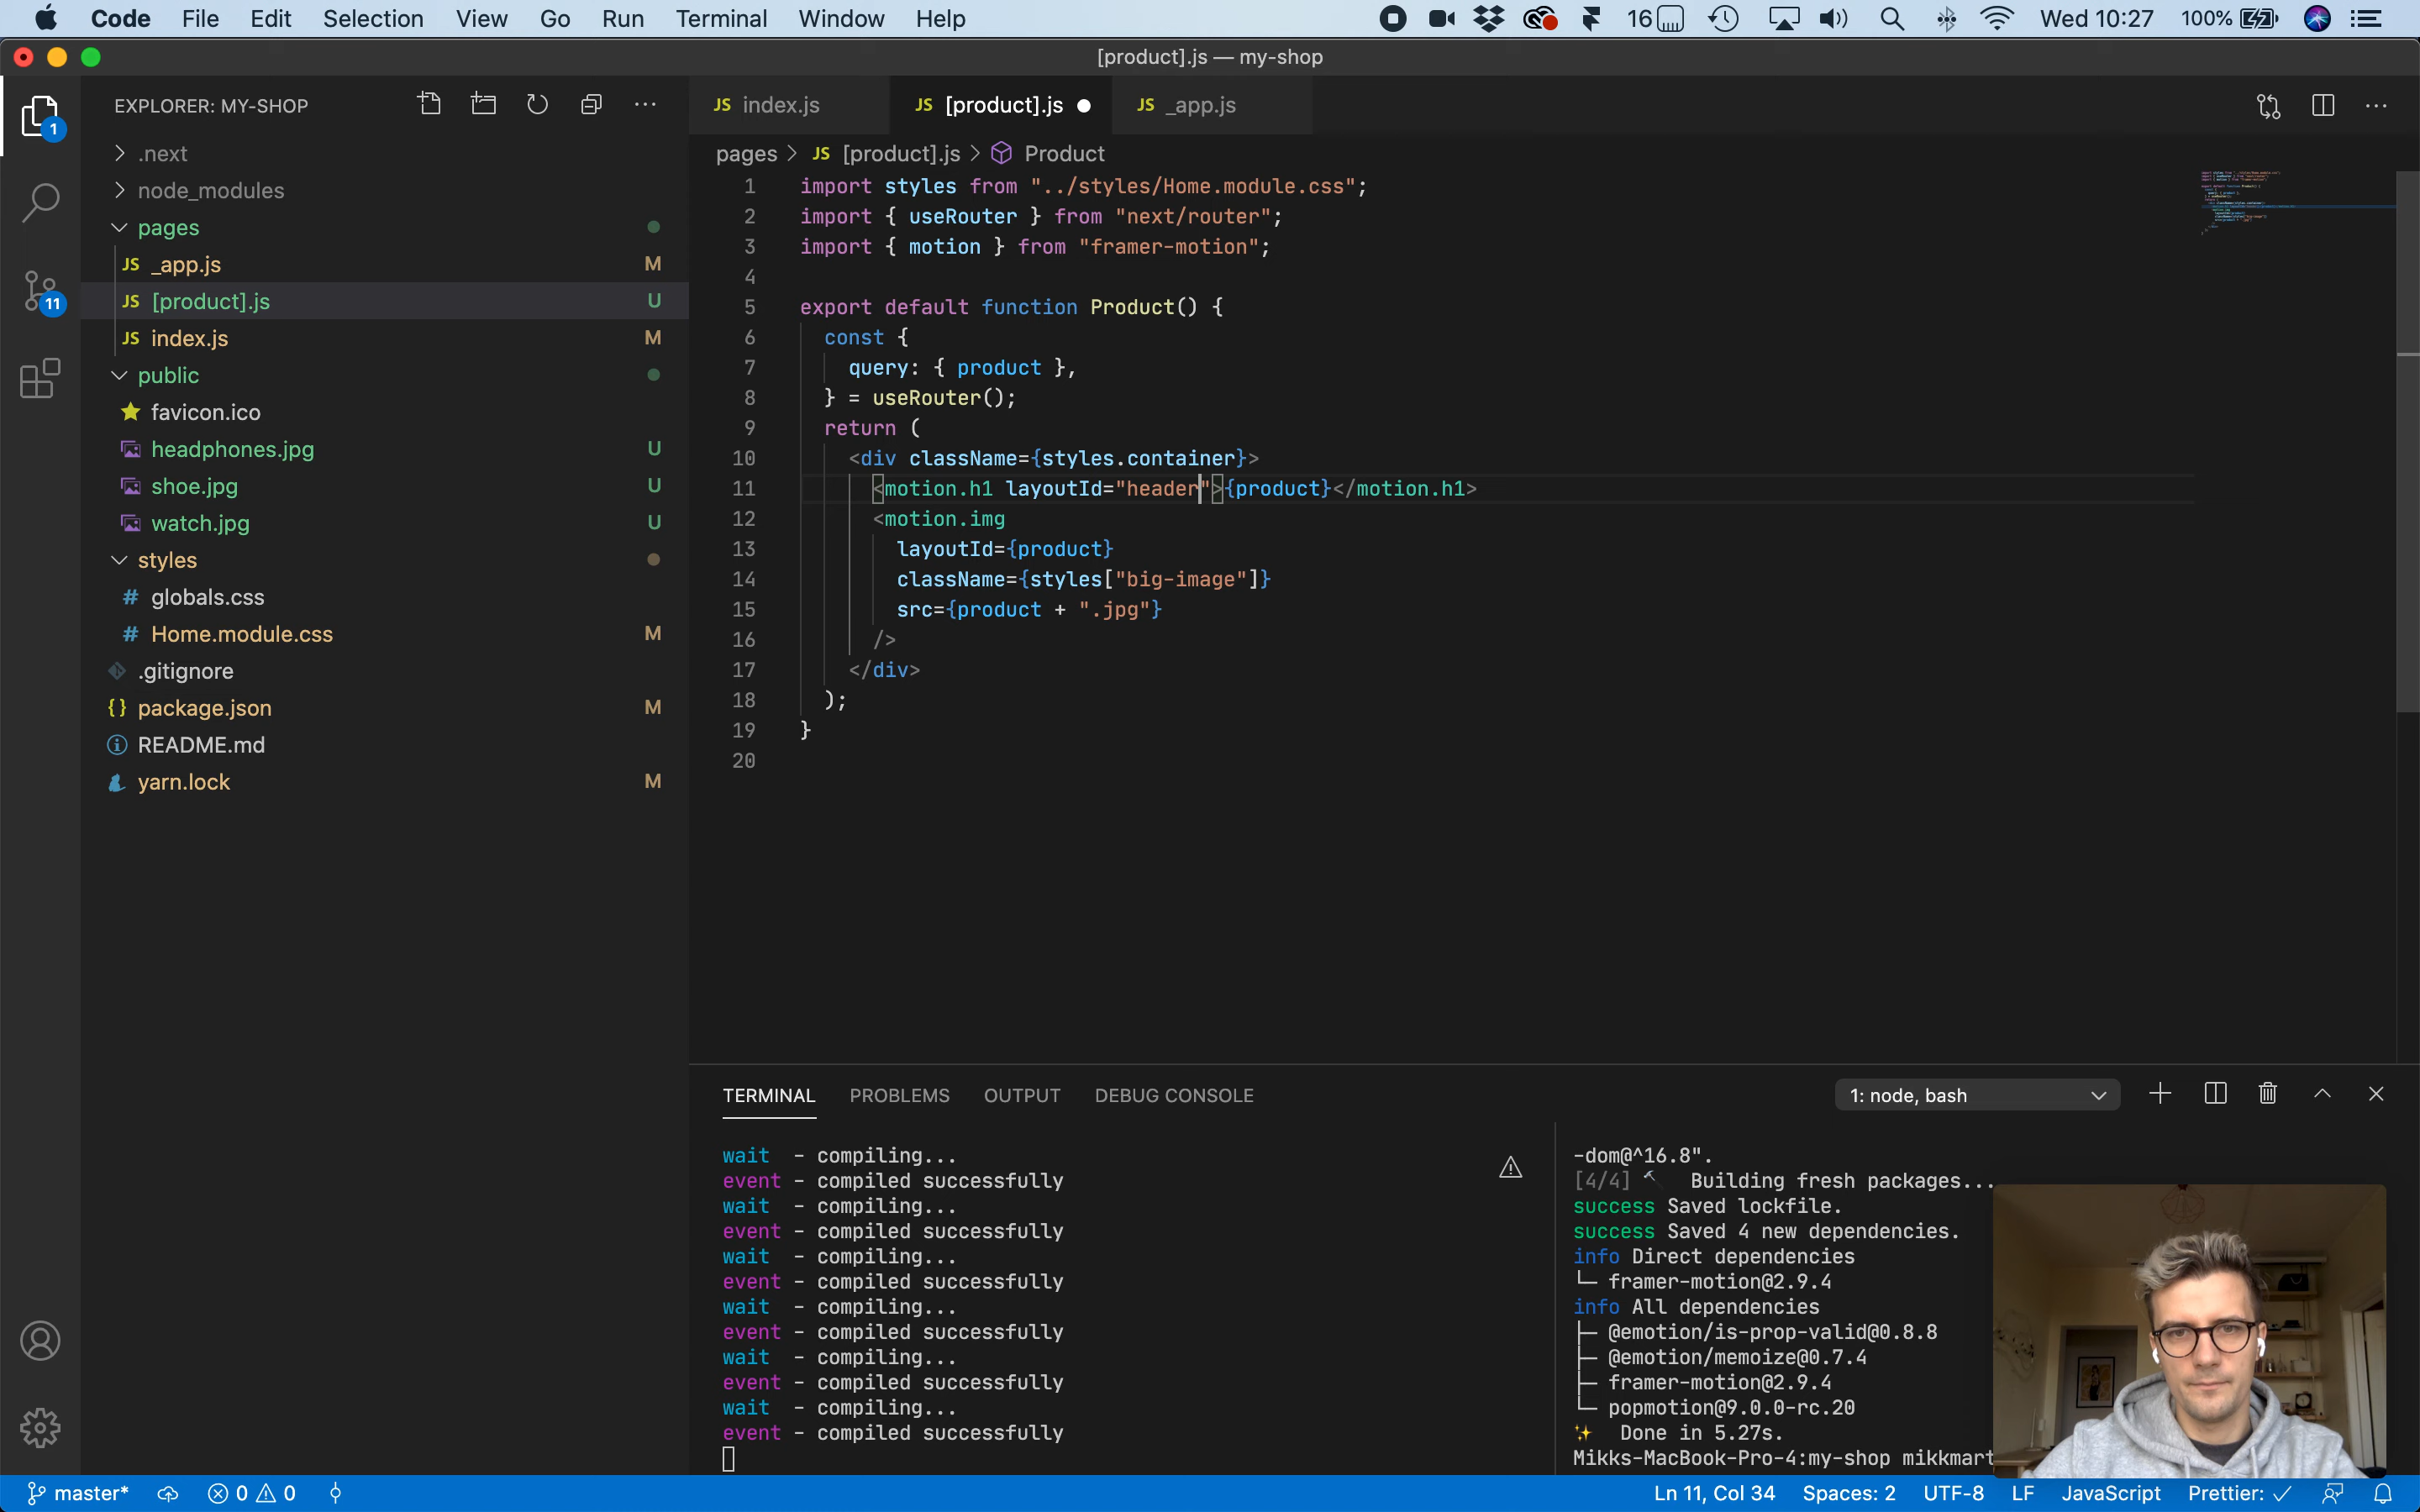 Code File Edit Selection View Go Run Terminal Window Help 16 Wed 10:27 100%
[product].js — my-shop
EXPLORER: MY-SHOP
1
11
.next
node_modules
pages
JS _app.js M
JS [product].js U
JS index.js M
public
favicon.ico
headphones.jpg U
shoe.jpg U
watch.jpg U
styles
# globals.css
# Home.module.css M
.gitignore
{} package.json M
README.md
yarn.lock M
JS index.js JS [product].js JS _app.js
pages > JS [product].js > Product
1 import styles from "../styles/Home.module.css";
2 import { useRouter } from "next/router";
3 import { motion } from "framer-motion";
4
5 export default function Product() {
6 const {
7 query: { product },
8 } = useRouter();
9 return (
10 <div className={styles.container}>
11 <motion.h1 layoutId="header">{product}</motion.h1>
12 <motion.img
13 layoutId={product}
14 className={styles["big-image"]}
15 src={product + ".jpg"}
16 />
17 </div>
18 );
19 }
20
TERMINAL PROBLEMS OUTPUT DEBUG CONSOLE 1: node, bash
wait - compiling...
event - compiled successfully
wait - compiling...
event - compiled successfully
wait - compiling...
event - compiled successfully
wait - compiling...
event - compiled successfully
wait - compiling...
event - compiled successfully
wait - compiling...
event - compiled successfully
-dom@^16.8".
[4/4] Building fresh packages...
success Saved lockfile.
success Saved 4 new dependencies.
info Direct dependencies
└─ framer-motion@2.9.4
info All dependencies
├─ @emotion/is-prop-valid@0.8.8
├─ @emotion/memoize@0.7.4
├─ framer-motion@2.9.4
└─ popmotion@9.0.0-rc.20
✨ Done in 5.27s.
Mikks-MacBook-Pro-4:my-shop mikkmart
master* 0 0 Ln 11, Col 34 Spaces: 2 UTF-8 LF JavaScript Prettier: ✓